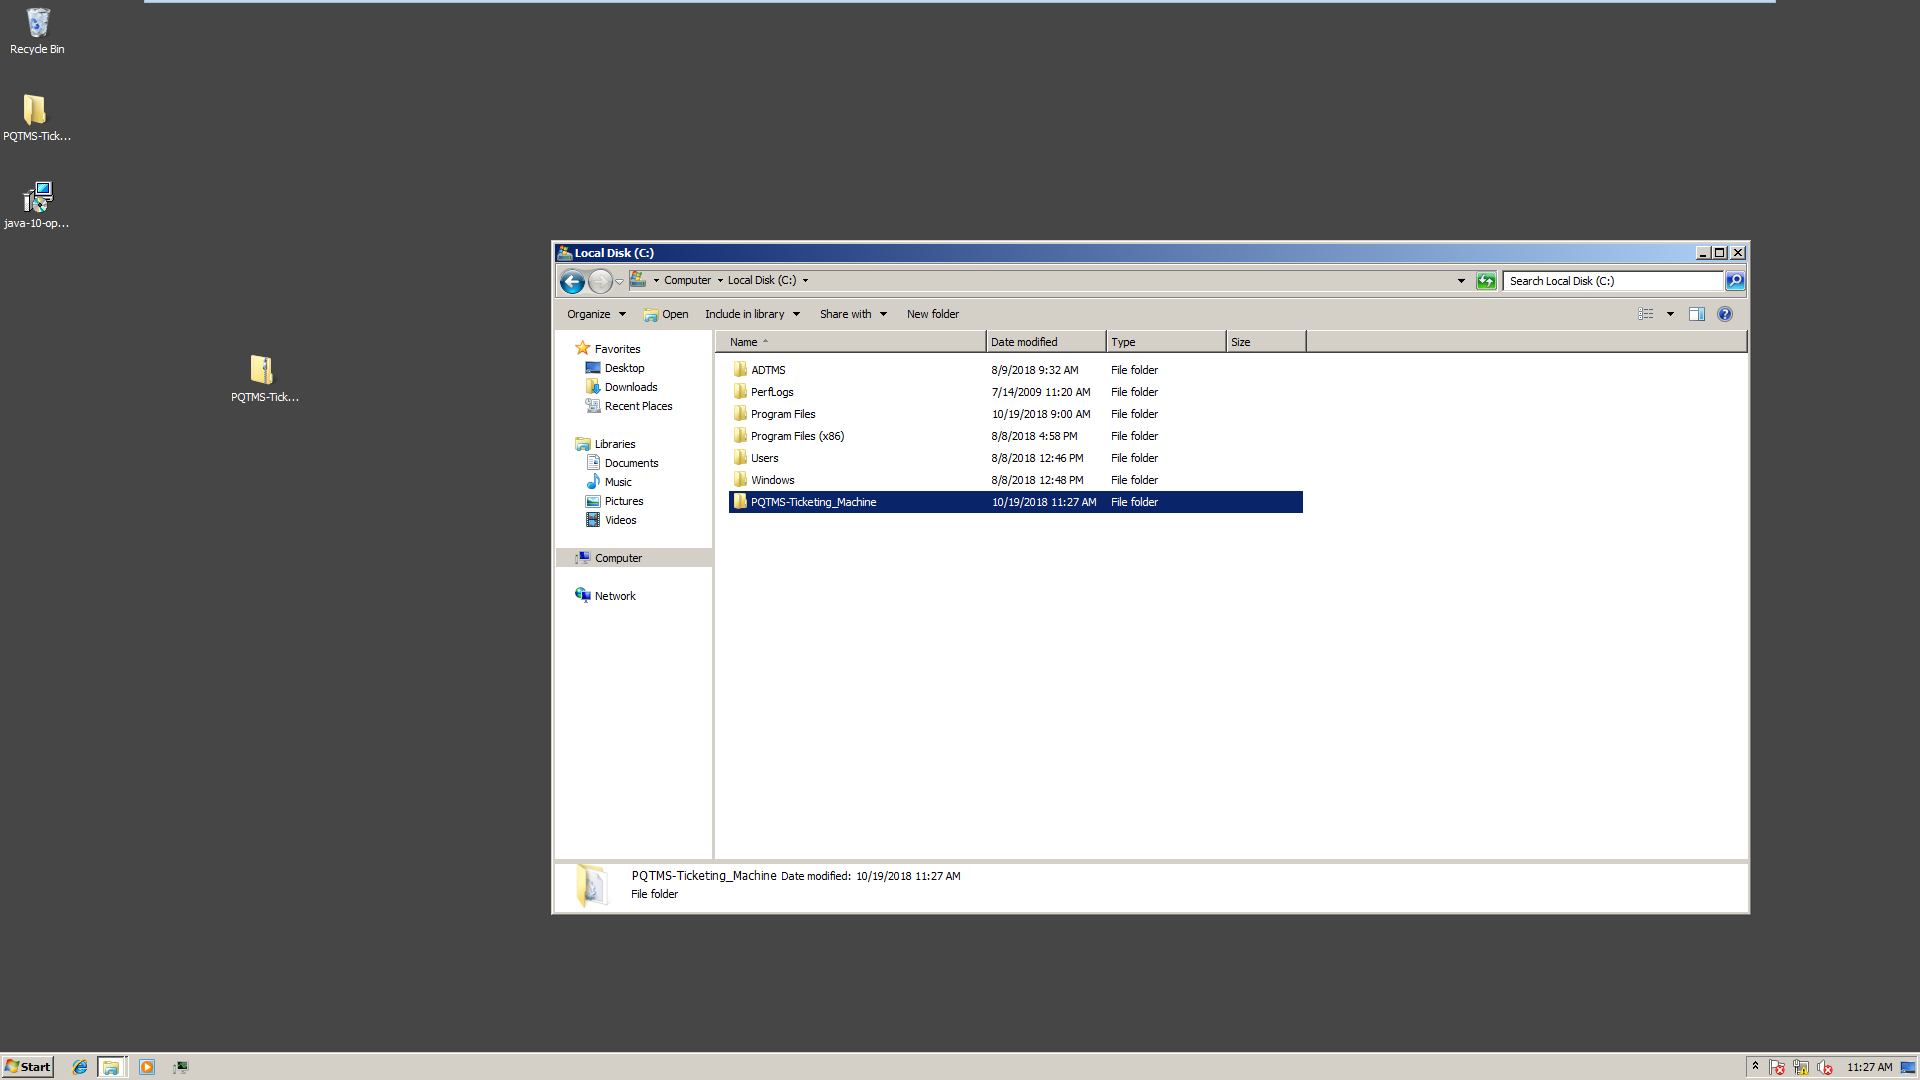 Recycle Bin
PQTMS-Tick...
java-10-op...
PQTMS-Tick...
Local Disk (C:)
Computer
Local Disk (C:)
Search Local Disk (C:)
Organize
Open
Include in library
Share with
New folder
Favorites
Desktop
Downloads
Recent Places
Libraries
Documents
Music
Pictures
Videos
Computer
Network
Name Date modified Type Size
ADTMS 8/9/2018 9:32 AM File folder
PerfLogs 7/14/2009 11:20 AM File folder
Program Files 10/19/2018 9:00 AM File folder
Program Files (x86) 8/8/2018 4:58 PM File folder
Users 8/8/2018 12:46 PM File folder
Windows 8/8/2018 12:48 PM File folder
PQTMS-Ticketing_Machine 10/19/2018 11:27 AM File folder
PQTMS-Ticketing_Machine Date modified: 10/19/2018 11:27 AM
File folder
Start
11:27 AM